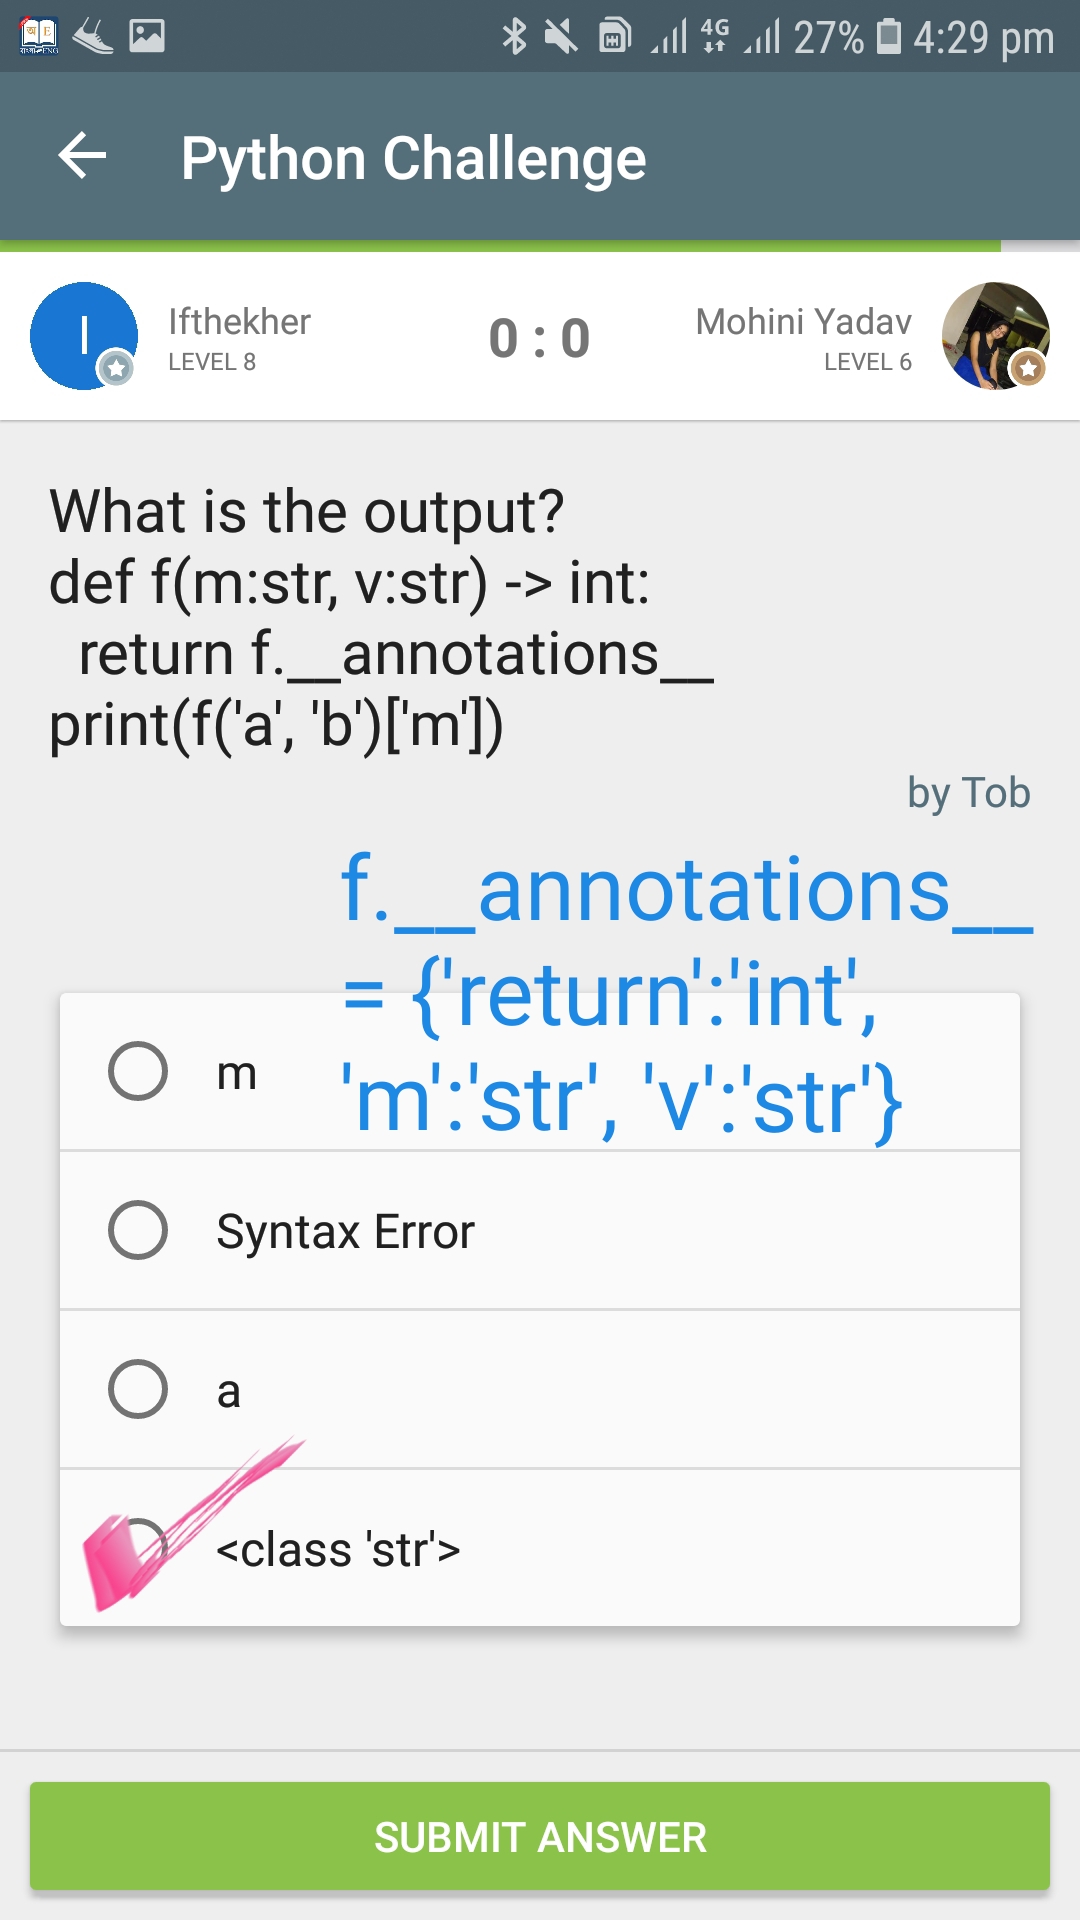 27% 4:29 pm
4G
Python Challenge
I
Ifthekher
LEVEL 8
0 : 0
Mohini Yadav
LEVEL 6
What is the output?
def f(m:str, v:str) -> int:
  return f.__annotations__
print(f('a', 'b')['m'])
by Tob
f.__annotations__
= {'return':'int',
'm':'str', 'v':'str'}
m
Syntax Error
a
<class 'str'>
SUBMIT ANSWER